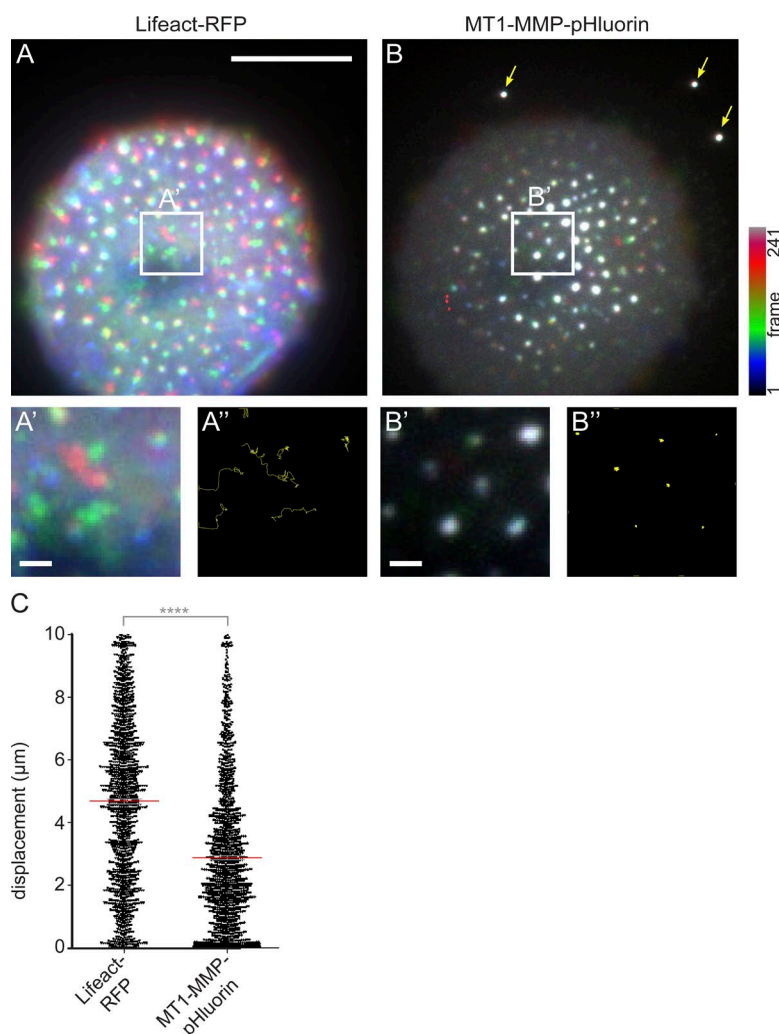 Lifeact-RFP
MT1-MMP-pHluorin
A
B
A'
B'
241
frame
1
A'
A''
B'
B''
C
****
10
8
6
4
2
0
displacement (µm)
Lifeact-
RFP
MT1-MMP-
pHluorin